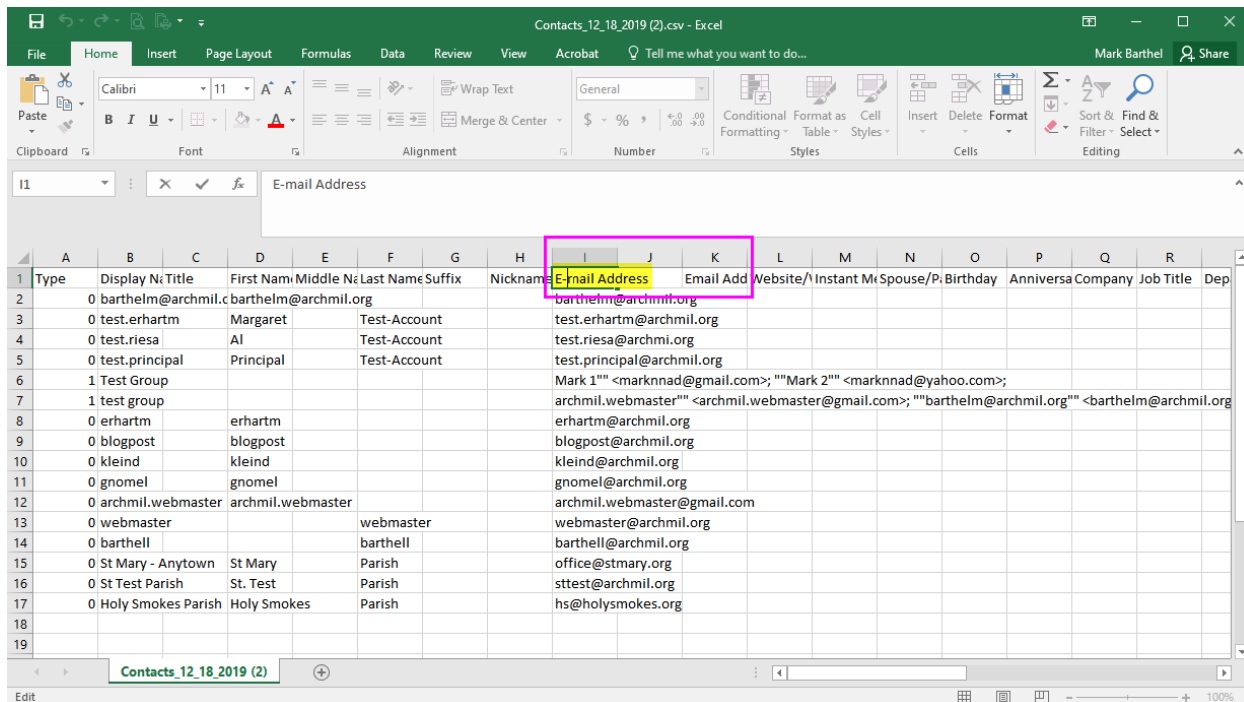 Contacts_12_18_2019 (2).csv - Excel
File Home Insert Page Layout Formulas Data Review View Acrobat Tell me what you want to do... Mark Barthel Share
Calibri 11 Wrap Text General
Paste B I U A Merge & Center $ % Conditional Formatting Format as Table Cell Styles Insert Delete Format Sort & Filter Find & Select
Clipboard Font Alignment Number Styles Cells Editing
I1 fx E-mail Address
A B C D E F G H I J K L M N O P Q R
1 Type Display Na Title First Nam Middle Na Last Name Suffix Nickname E-mail Address Email Add Website/ Instant Me Spouse/Pa Birthday Anniversa Company Job Title Dep
2 0 barthelm@archmil.o barthelm@archmil.org barthelm@archmil.org
3 0 test.erhartm Margaret Test-Account test.erhartm@archmil.org
4 0 test.riesa Al Test-Account test.riesa@archmi.org
5 0 test.principal Principal Test-Account test.principal@archmil.org
6 1 Test Group Mark 1"" <marknnad@gmail.com>; ""Mark 2"" <marknnad@yahoo.com>;
7 1 test group archmil.webmaster"" <archmil.webmaster@gmail.com>; ""barthelm@archmil.org"" <barthelm@archmil.org
8 0 erhartm erhartm erhartm@archmil.org
9 0 blogpost blogpost blogpost@archmil.org
10 0 kleind kleind kleind@archmil.org
11 0 gnomel gnomel gnomel@archmil.org
12 0 archmil.webmaster archmil.webmaster archmil.webmaster@gmail.com
13 0 webmaster webmaster webmaster@archmil.org
14 0 barthell barthell barthell@archmil.org
15 0 St Mary - Anytown St Mary Parish office@stmary.org
16 0 St Test Parish St. Test Parish sttest@archmil.org
17 0 Holy Smokes Parish Holy Smokes Parish hs@holysmokes.org
18
19
Contacts_12_18_2019 (2)
Edit 100%